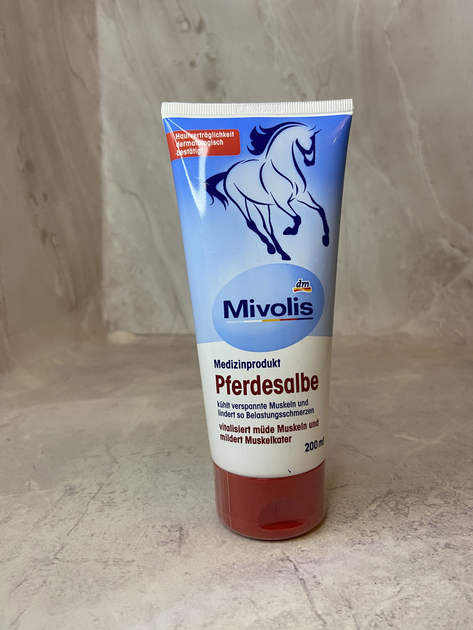 Hautverträglichkeit
dermatologisch
bestätigt
dm
Mivolis
Medizinprodukt
Pferdesalbe
kühlt verspannte Muskeln und
lindert so Belastungsschmerzen
vitalisiert müde Muskeln und
mildert Muskelkater
200 ml